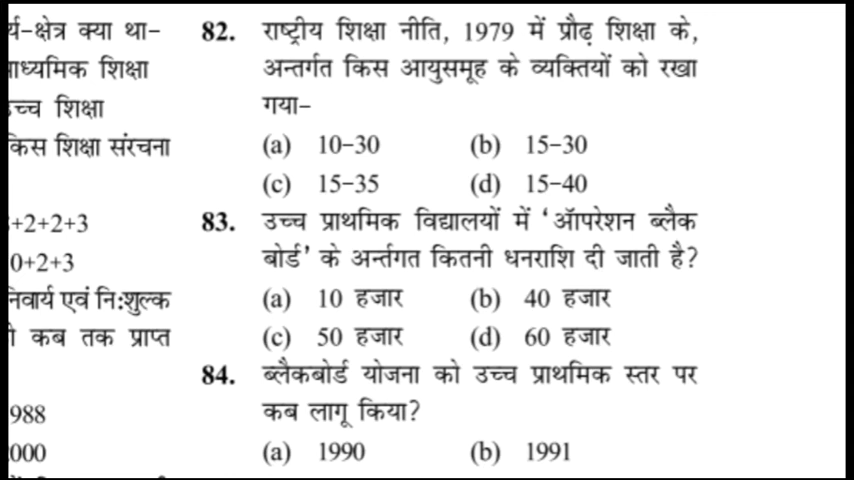 र्य-क्षेत्र क्या था-
माध्यमिक शिक्षा
उच्च शिक्षा
किस शिक्षा संरचना
+2+2+3
0+2+3
निवार्य एवं निःशुल्क
कब तक प्राप्त
988
000
82. राष्ट्रीय शिक्षा नीति, 1979 में प्रौढ़ शिक्षा के,
अन्तर्गत किस आयुसमूह के व्यक्तियों को रखा
गया-
(a) 10-30 (b) 15-30
(c) 15-35 (d) 15-40
83. उच्च प्राथमिक विद्यालयों में ‘ऑपरेशन ब्लैक
बोर्ड’ के अर्न्तगत कितनी धनराशि दी जाती है?
(a) 10 हजार (b) 40 हजार
(c) 50 हजार (d) 60 हजार
84. ब्लैकबोर्ड योजना को उच्च प्राथमिक स्तर पर
कब लागू किया?
(a) 1990 (b) 1991